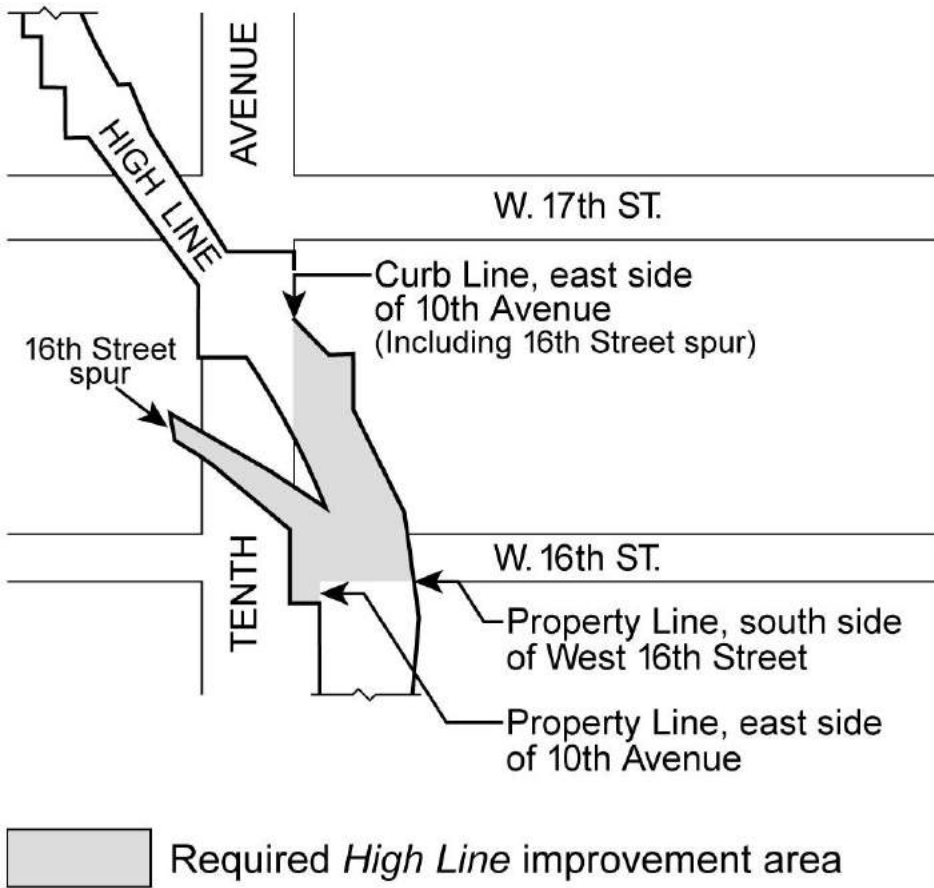 AVENUE
HIGH LINE
W. 17th ST.
Curb Line, east side
of 10th Avenue
(Including 16th Street spur)
16th Street
spur
TENTH
W. 16th ST.
Property Line, south side
of West 16th Street
Property Line, east side
of 10th Avenue
Required High Line improvement area